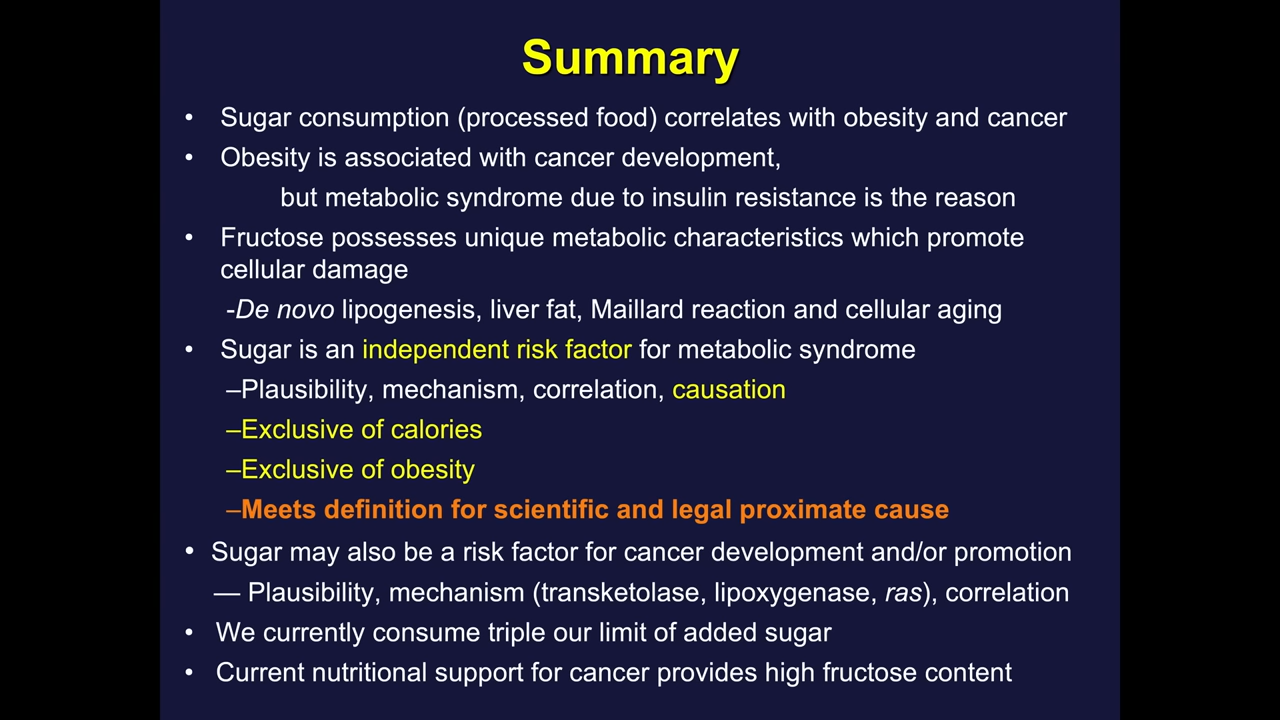 Summary
• Sugar consumption (processed food) correlates with obesity and cancer
• Obesity is associated with cancer development,
but metabolic syndrome due to insulin resistance is the reason
• Fructose possesses unique metabolic characteristics which promote
cellular damage
-De novo lipogenesis, liver fat, Maillard reaction and cellular aging
• Sugar is an independent risk factor for metabolic syndrome
–Plausibility, mechanism, correlation, causation
–Exclusive of calories
–Exclusive of obesity
–Meets definition for scientific and legal proximate cause
• Sugar may also be a risk factor for cancer development and/or promotion
— Plausibility, mechanism (transketolase, lipoxygenase, ras), correlation
• We currently consume triple our limit of added sugar
• Current nutritional support for cancer provides high fructose content